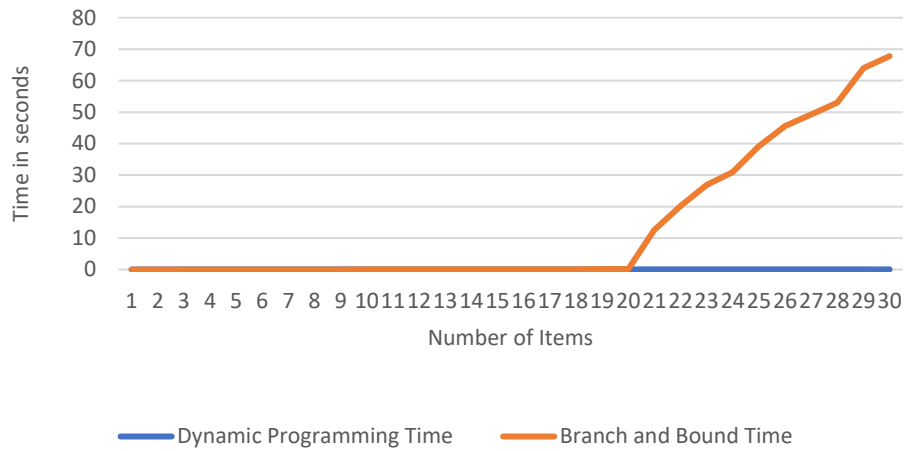 80
70
60
50
40
30
20
10
0
Time in seconds
1 2 3 4 5 6 7 8 9 10 11 12 13 14 15 16 17 18 19 20 21 22 23 24 25 26 27 28 29 30
Number of Items
Dynamic Programming Time Branch and Bound Time